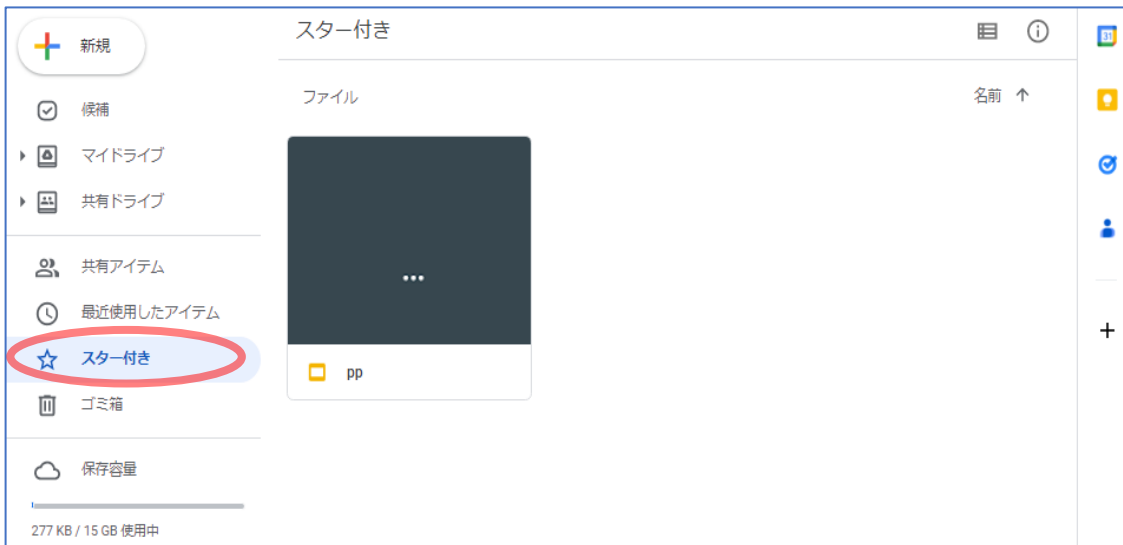 新規
候補
マイドライブ
共有ドライブ
共有アイテム
最近使用したアイテム
スター付き
ゴミ箱
保存容量
277 KB / 15 GB 使用中
スター付き
ファイル
名前
pp
31